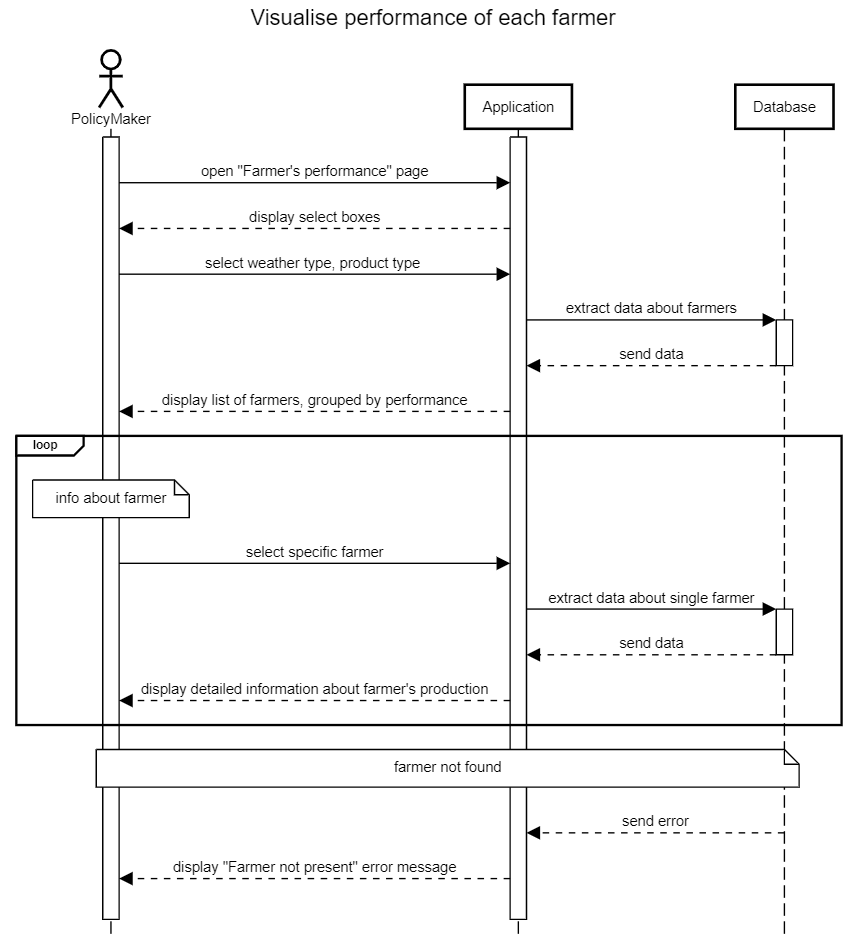 Visualise performance of each farmer
PolicyMaker
Application
Database
open "Farmer's performance" page
display select boxes
select weather type, product type
extract data about farmers
send data
display list of farmers, grouped by performance
loop
info about farmer
select specific farmer
extract data about single farmer
send data
display detailed information about farmer's production
farmer not found
send error
display "Farmer not present" error message